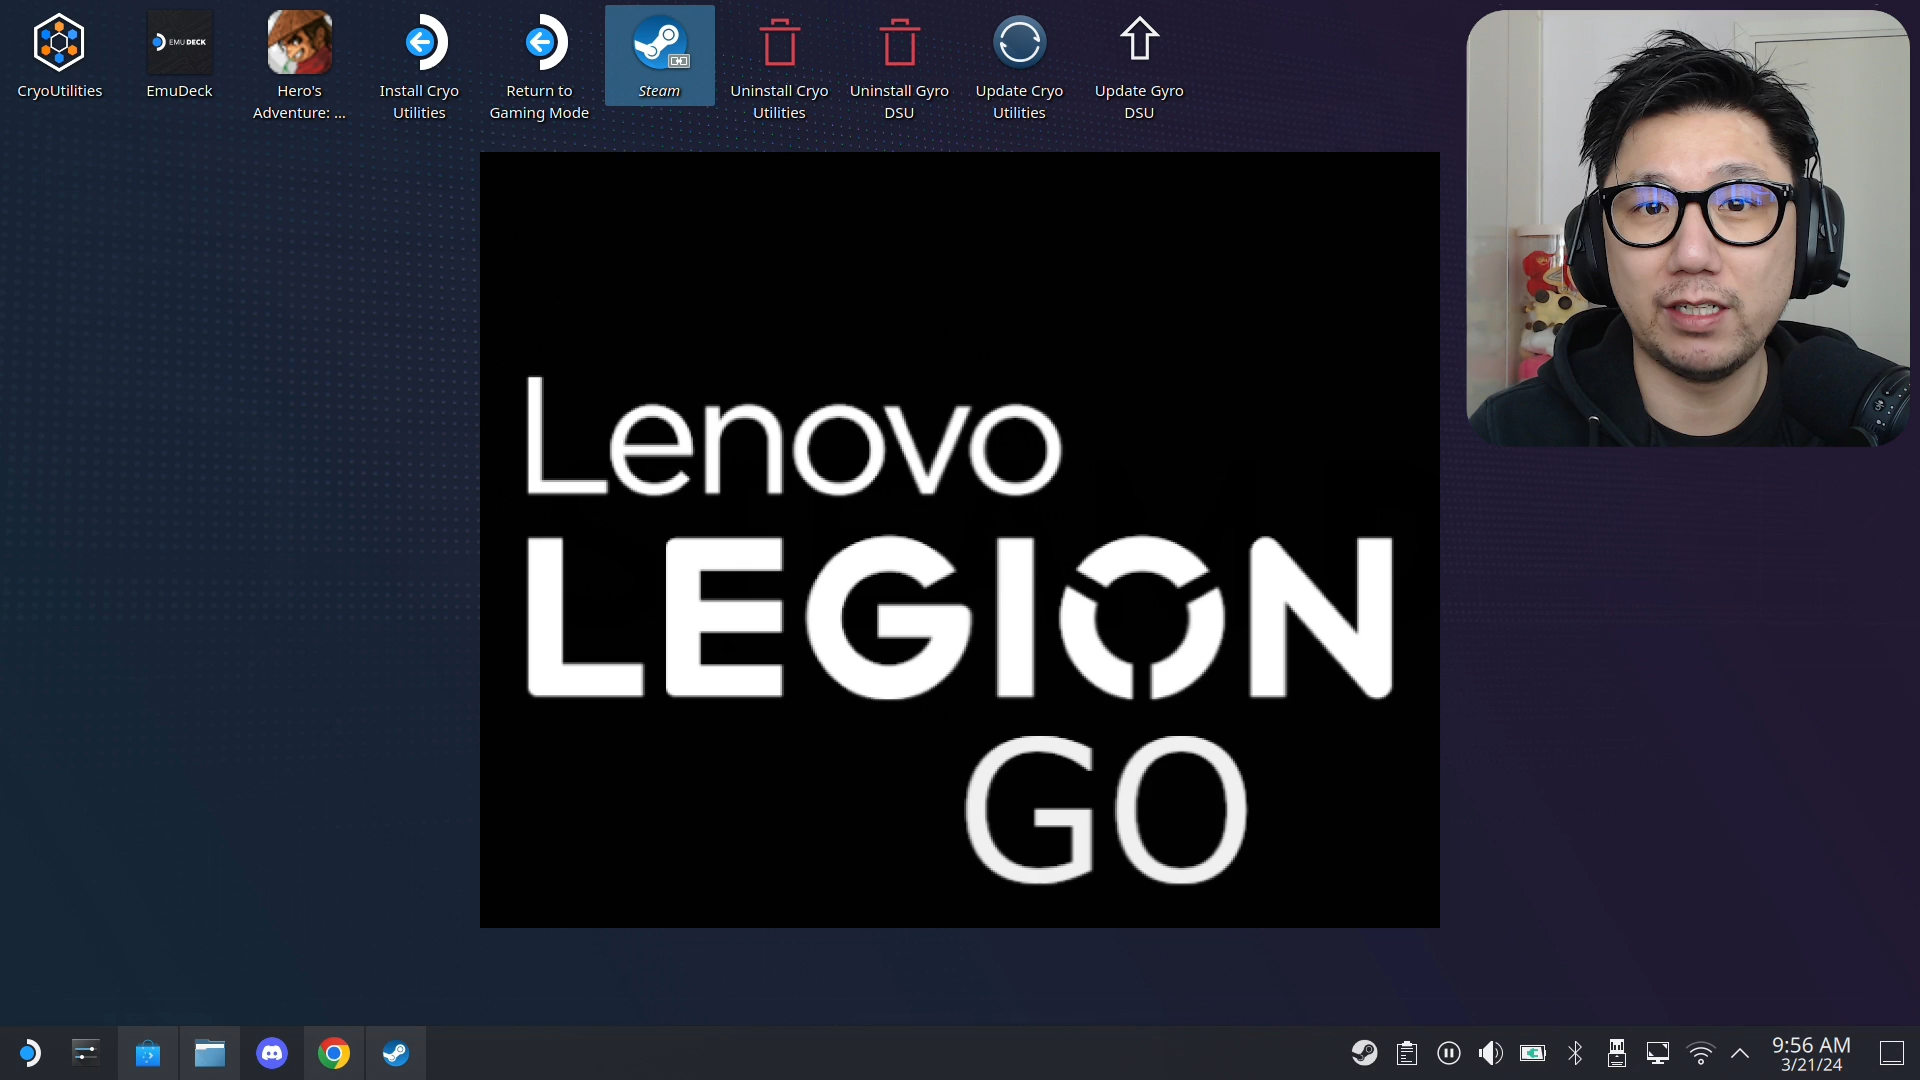 CryoUtilities
EMUDECK
EmuDeck
Hero's
Adventure: ...
Install Cryo
Utilities
Return to
Gaming Mode
Steam
Uninstall Cryo
Utilities
Uninstall Gyro
DSU
Update Cryo
Utilities
Update Gyro
DSU
Lenovo
LEGION
GO
9:56 AM
3/21/24